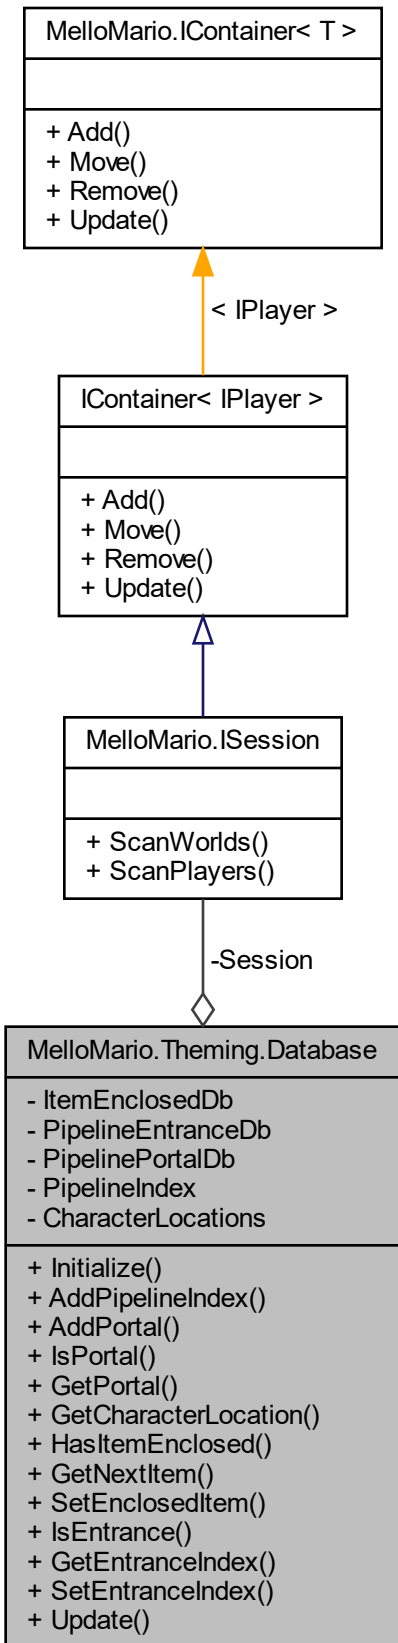 MelloMario.IContainer< T >
+ Add()
+ Move()
+ Remove()
+ Update()
< IPlayer >
IContainer< IPlayer >
+ Add()
+ Move()
+ Remove()
+ Update()
MelloMario.ISession
+ ScanWorlds()
+ ScanPlayers()
-Session
MelloMario.Theming.Database
- ItemEnclosedDb
- PipelineEntranceDb
- PipelinePortalDb
- PipelineIndex
- CharacterLocations
+ Initialize()
+ AddPipelineIndex()
+ AddPortal()
+ IsPortal()
+ GetPortal()
+ GetCharacterLocation()
+ HasItemEnclosed()
+ GetNextItem()
+ SetEnclosedItem()
+ IsEntrance()
+ GetEntranceIndex()
+ SetEntranceIndex()
+ Update()